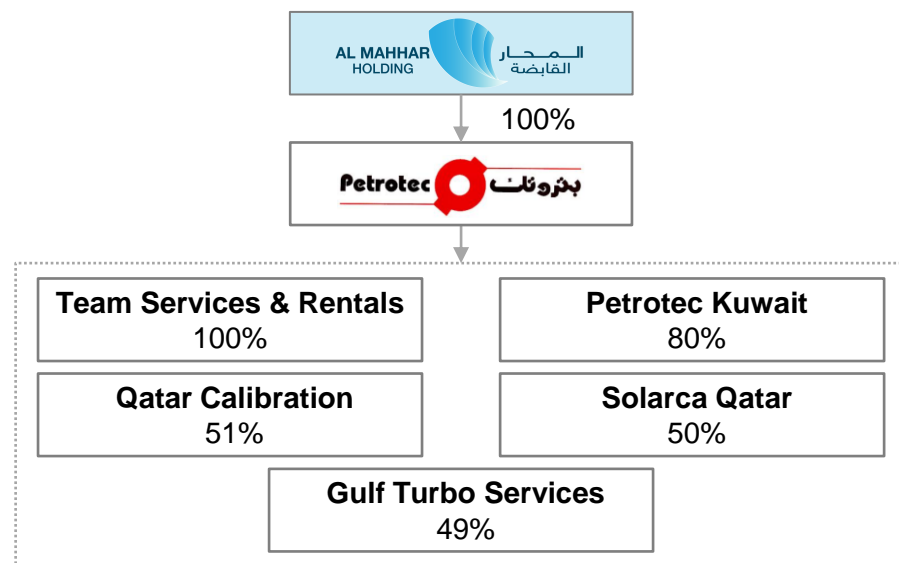 AL MAHHAR
HOLDING
المحار
القابضة
100%
Petrotec
بتروتك
Team Services & Rentals
100%
Petrotec Kuwait
80%
Qatar Calibration
51%
Solarca Qatar
50%
Gulf Turbo Services
49%